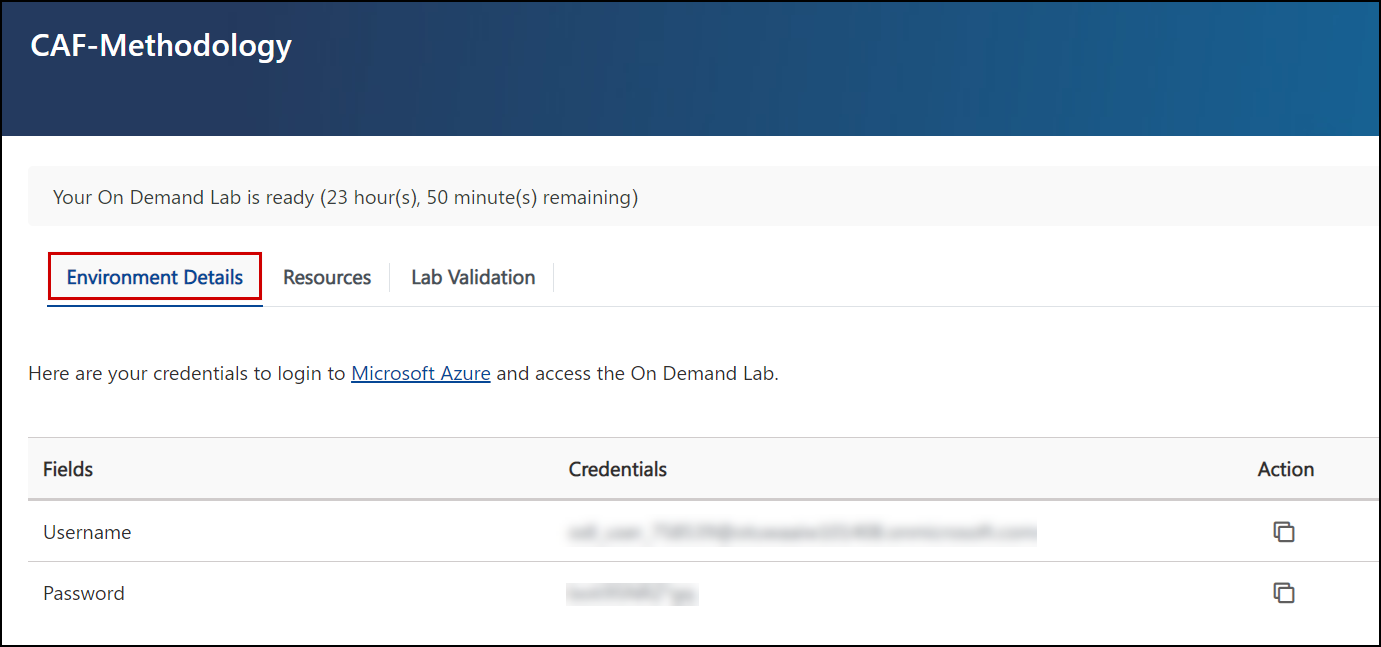 CAF-Methodology
Your On Demand Lab is ready (23 hour(s), 50 minute(s) remaining)
Environment Details Resources Lab Validation
Here are your credentials to login to Microsoft Azure and access the On Demand Lab.
Fields Credentials Action
Username
Password